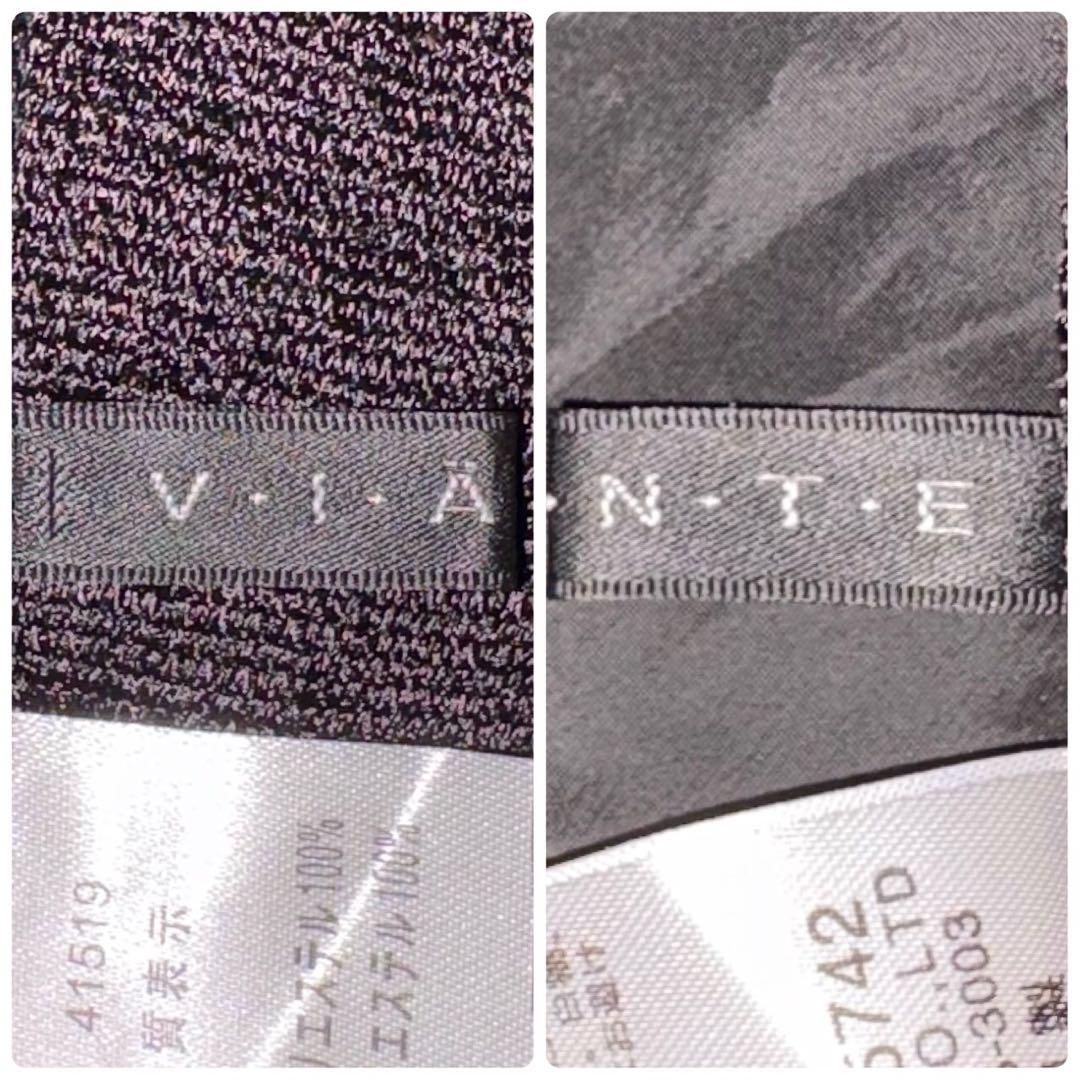 V・I・A
N・T・E
41519
質表示
リエステル100%
エステル100%
6742
O., LTD
-3003